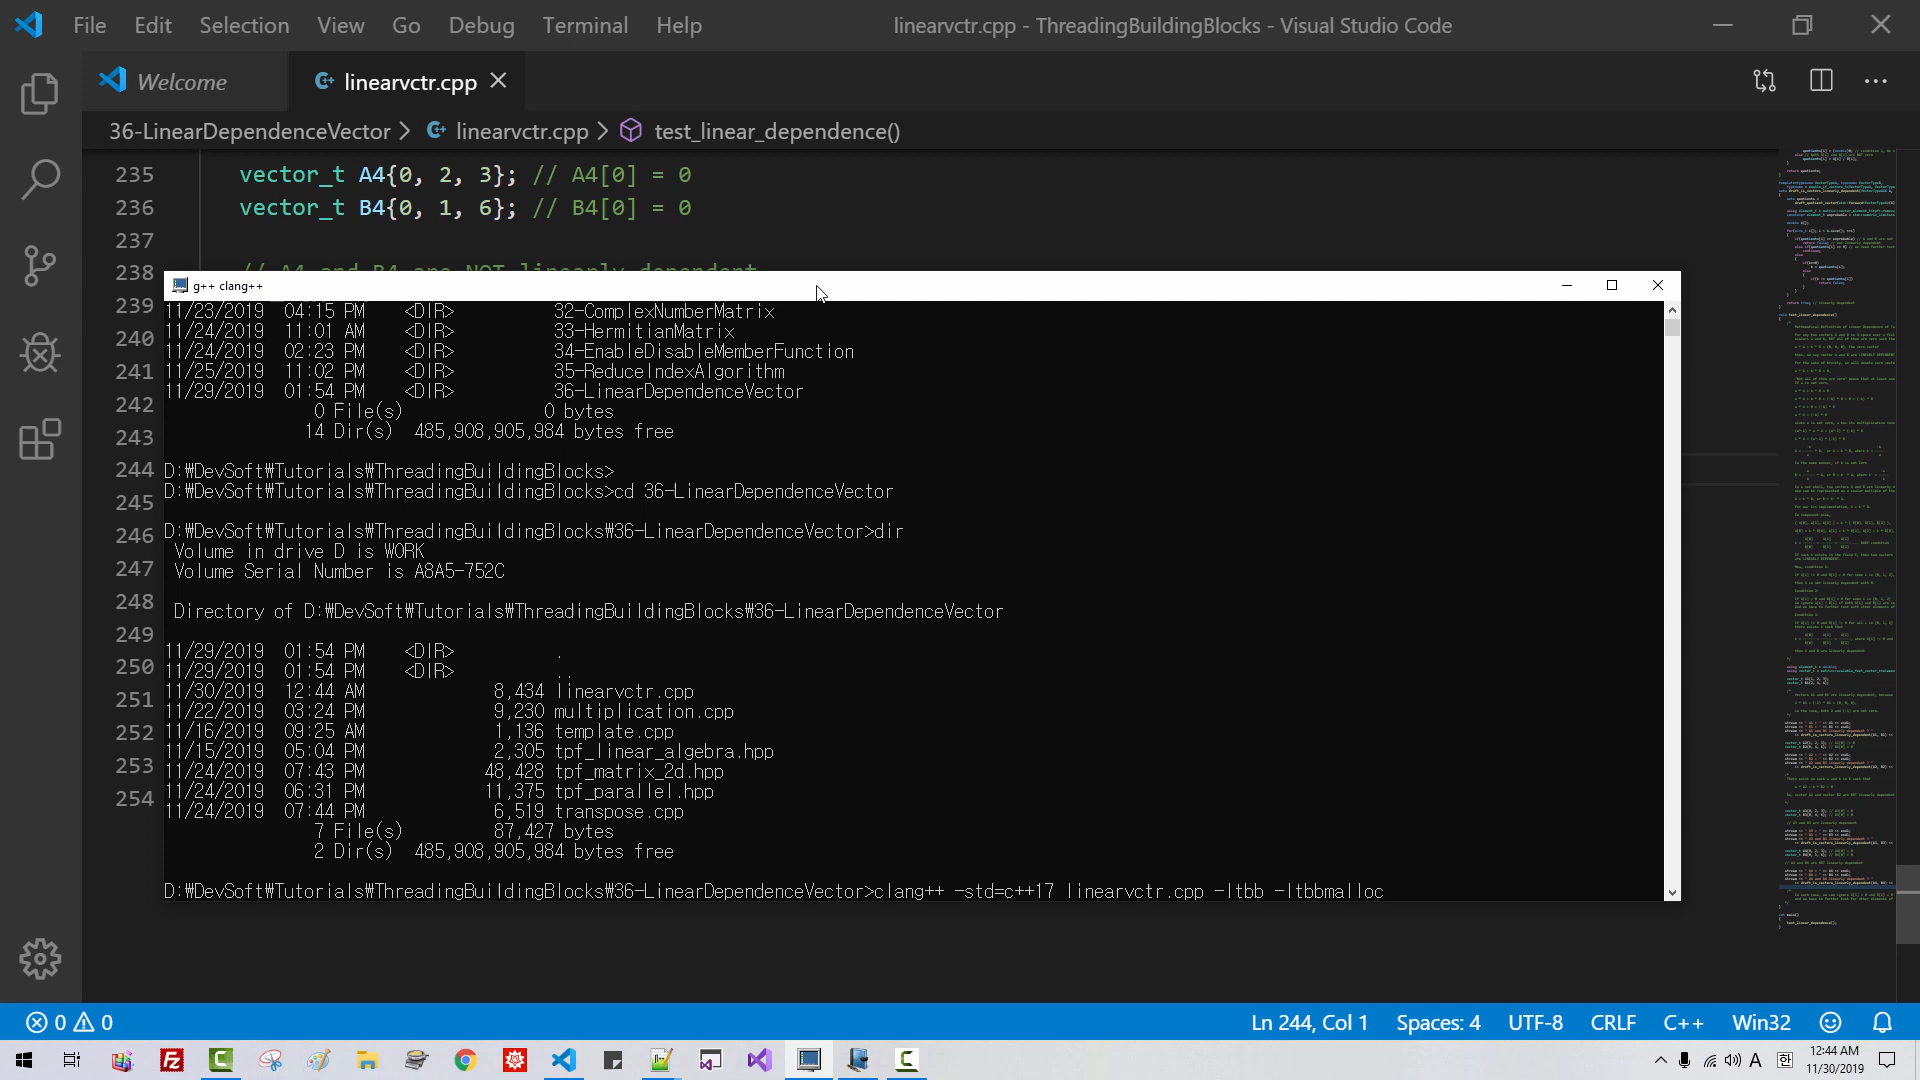 File Edit Selection View Go Debug Terminal Help
linearvctr.cpp - ThreadingBuildingBlocks - Visual Studio Code
Welcome
linearvctr.cpp
36-LinearDependenceVector > linearvctr.cpp > test_linear_dependence()
235 vector_t A4{0, 2, 3}; // A4[0] = 0
236 vector_t B4{0, 1, 6}; // B4[0] = 0
237
238 // A4 and B4 are NOT linearly dependent
239
240
241
242
243
244
245
246
247
248
249
250
251
252
253
254
g++ clang++
11/23/2019 04:15 PM <DIR> 32-ComplexNumberMatrix
11/24/2019 11:01 AM <DIR> 33-HermitianMatrix
11/24/2019 02:23 PM <DIR> 34-EnableDisableMemberFunction
11/25/2019 11:02 PM <DIR> 35-ReduceIndexAlgorithm
11/29/2019 01:54 PM <DIR> 36-LinearDependenceVector
0 File(s) 0 bytes
14 Dir(s) 485,908,905,984 bytes free
D:₩DevSoft₩Tutorials₩ThreadingBuildingBlocks>
D:₩DevSoft₩Tutorials₩ThreadingBuildingBlocks>cd 36-LinearDependenceVector
D:₩DevSoft₩Tutorials₩ThreadingBuildingBlocks₩36-LinearDependenceVector>dir
Volume in drive D is WORK
Volume Serial Number is A8A5-752C
Directory of D:₩DevSoft₩Tutorials₩ThreadingBuildingBlocks₩36-LinearDependenceVector
11/29/2019 01:54 PM <DIR> .
11/29/2019 01:54 PM <DIR> ..
11/30/2019 12:44 AM 8,434 linearvctr.cpp
11/22/2019 03:24 PM 9,230 multiplication.cpp
11/16/2019 09:25 AM 1,136 template.cpp
11/15/2019 05:04 PM 2,305 tpf_linear_algebra.hpp
11/24/2019 07:43 PM 48,428 tpf_matrix_2d.hpp
11/24/2019 06:31 PM 11,375 tpf_parallel.hpp
11/24/2019 07:44 PM 6,519 transpose.cpp
7 File(s) 87,427 bytes
2 Dir(s) 485,908,905,984 bytes free
D:₩DevSoft₩Tutorials₩ThreadingBuildingBlocks₩36-LinearDependenceVector>clang++ -std=c++17 linearvctr.cpp -ltbb -ltbbmalloc
0 0
Ln 244, Col 1 Spaces: 4 UTF-8 CRLF C++ Win32
A 한 12:44 AM
11/30/2019